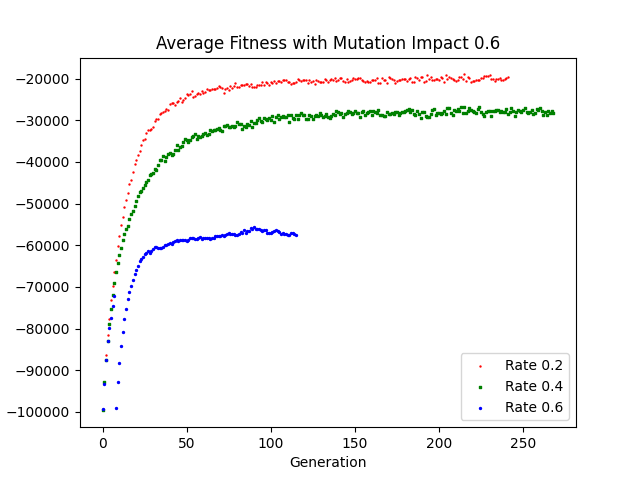 Average Fitness with Mutation Impact 0.6
−20000
−30000
−40000
−50000
−60000
−70000
−80000
−90000
−100000
0 50 100 150 200 250
Generation
Rate 0.2
Rate 0.4
Rate 0.6